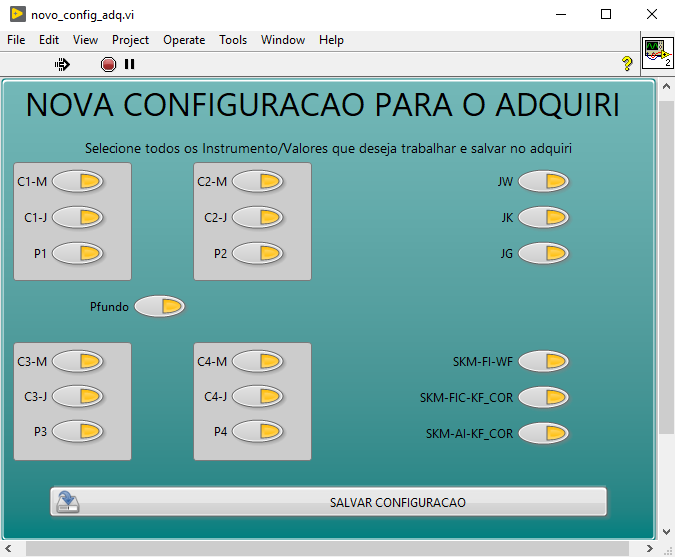 novo_config_adq.vi
File Edit View Project Operate Tools Window Help
? 2
NOVA CONFIGURACAO PARA O ADQUIRI
Selecione todos os Instrumento/Valores que deseja trabalhar e salvar no adquiri
C1-M C2-M JW
C1-J C2-J JK
P1 P2 JG
Pfundo
C3-M C4-M SKM-FI-WF
C3-J C4-J SKM-FIC-KF_COR
P3 P4 SKM-AI-KF_COR
SALVAR CONFIGURACAO